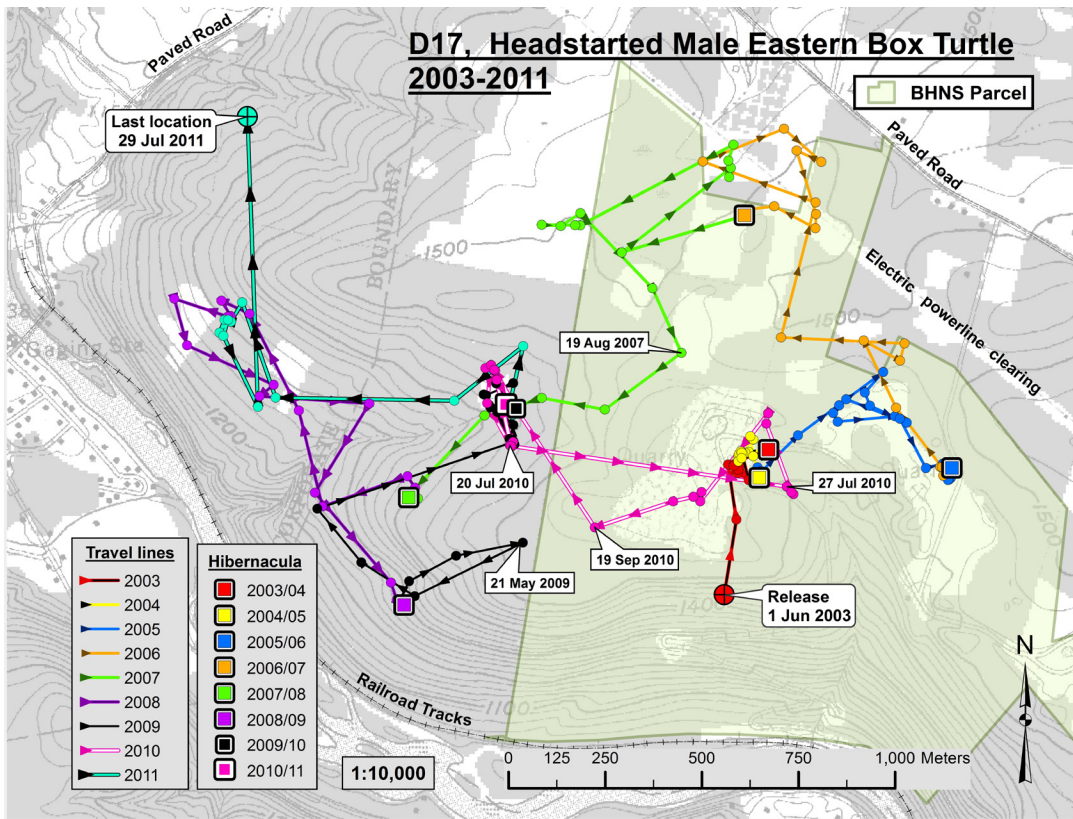 D17, Headstarted Male Eastern Box Turtle
2003-2011
BHNS Parcel
Paved Road
Paved Road
1500
Last location
29 Jul 2011
BOUNDARY
1500
Electric powerline clearing
1500
19 Aug 2007
Gaging Sta
Quarry
20 Jul 2010
27 Jul 2010
1500
19 Sep 2010
21 May 2009
Release
1 Jun 2003
1400
Travel lines
2003
2004
2005
2006
2007
2008
2009
2010
2011
Hibernacula
2003/04
2004/05
2005/06
2006/07
2007/08
2008/09
2009/10
2010/11
Railroad Tracks
1100
1:10,000
N
0 125 250 500 750 1,000 Meters